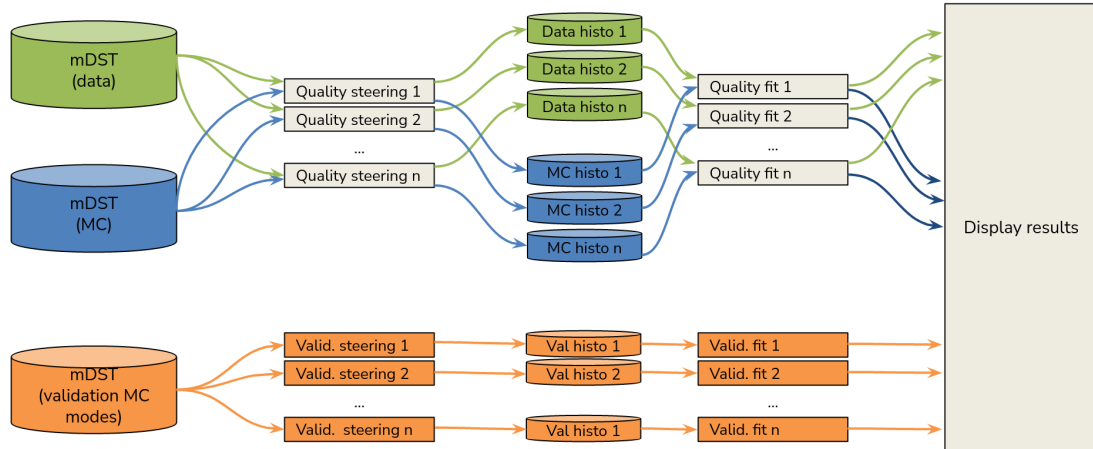 mDST
(data)
Quality steering 1
Quality steering 2
...
Quality steering n
Data histo 1
Data histo 2
Data histo n
mDST
(MC)
MC histo 1
MC histo 2
MC histo n
Quality fit 1
Quality fit 2
...
Quality fit n
Display results
mDST
(validation MC
modes)
Valid. steering 1
Valid. steering 2
...
Valid.  steering n
Val histo 1
Val histo 2
Val histo 1
Valid. fit 1
Valid. fit 2
...
Valid. fit n